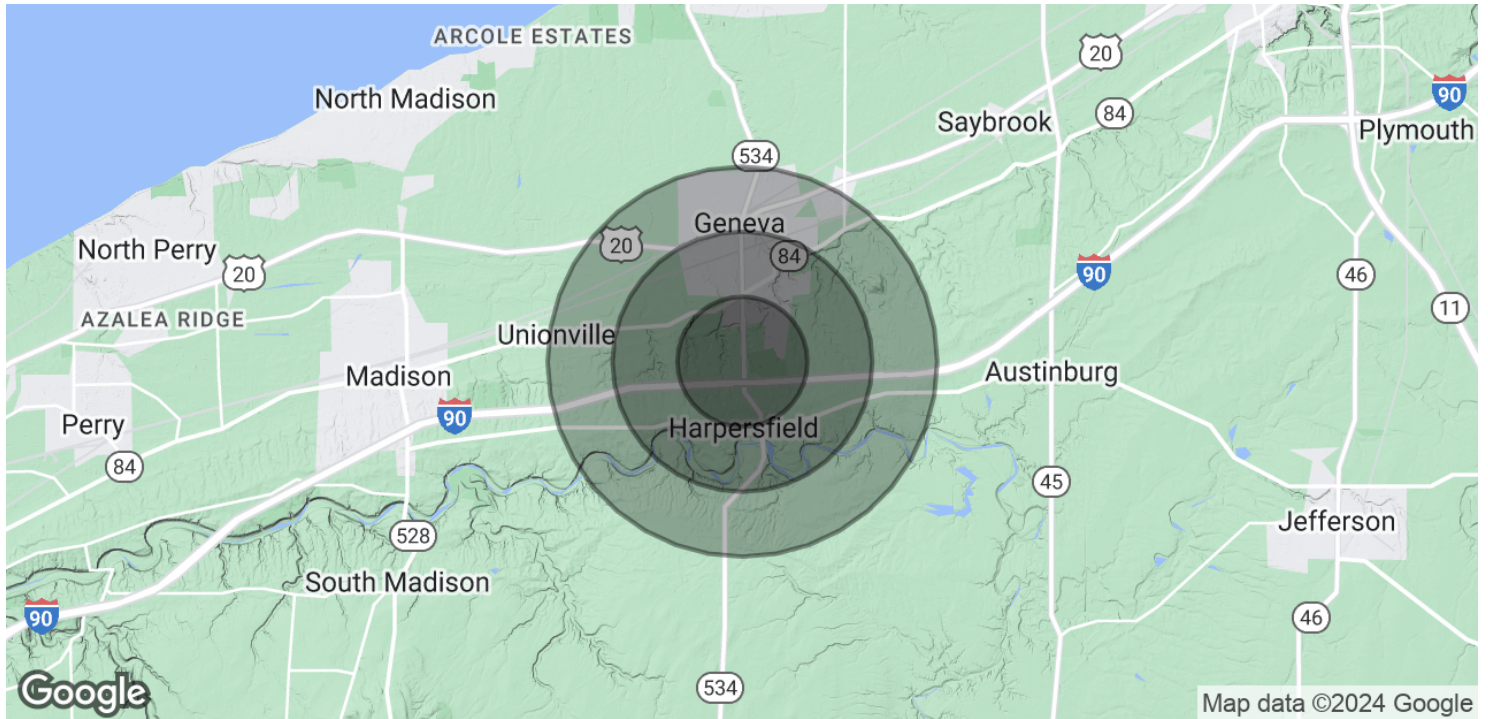 ARCOLE ESTATES
20
North Madison
90
84
Saybrook
Plymouth
534
Geneva
20
North Perry
84
20
90
46
11
AZALEA RIDGE
Unionville
Madison
Austinburg
90
Perry
Harpersfield
84
45
528
Jefferson
South Madison
90
46
534
Google
Map data ©2024 Google